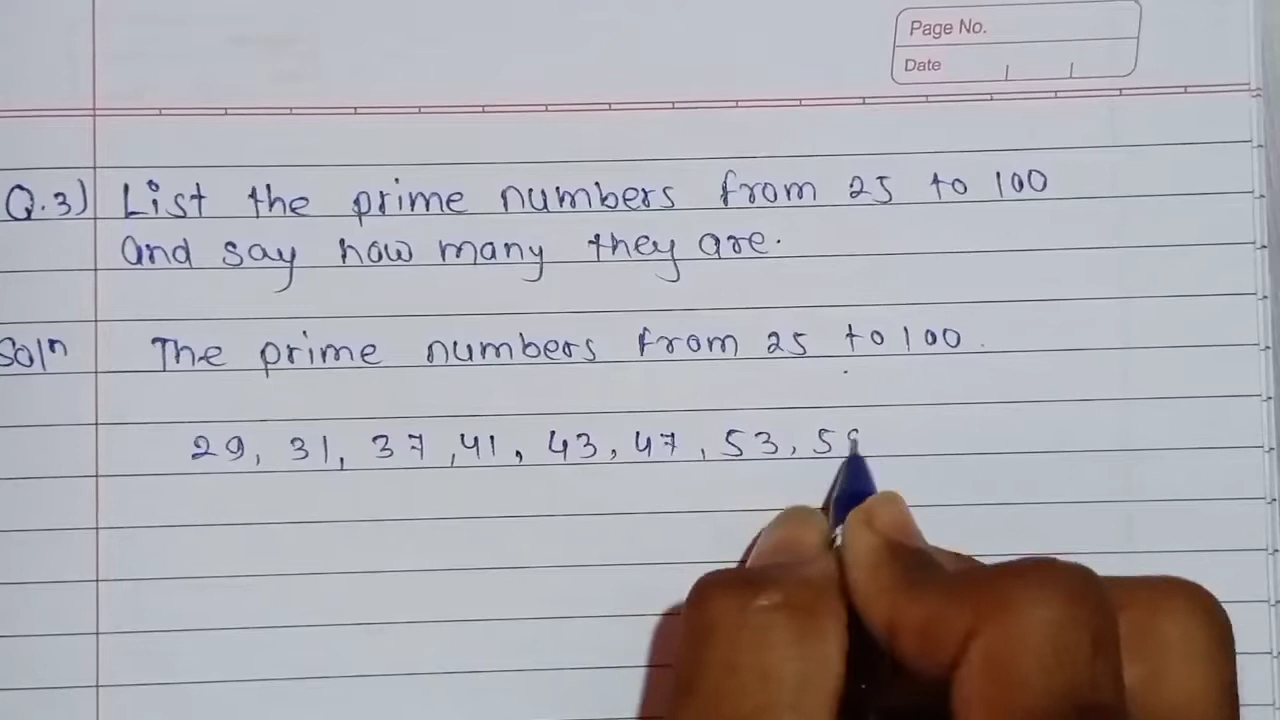 Page No.
Date
Q.3) List the prime numbers from 25 to 100
and say how many they are.
Soln The prime numbers from 25 to 100.
29, 31, 37, 41, 43, 47, 53, 59